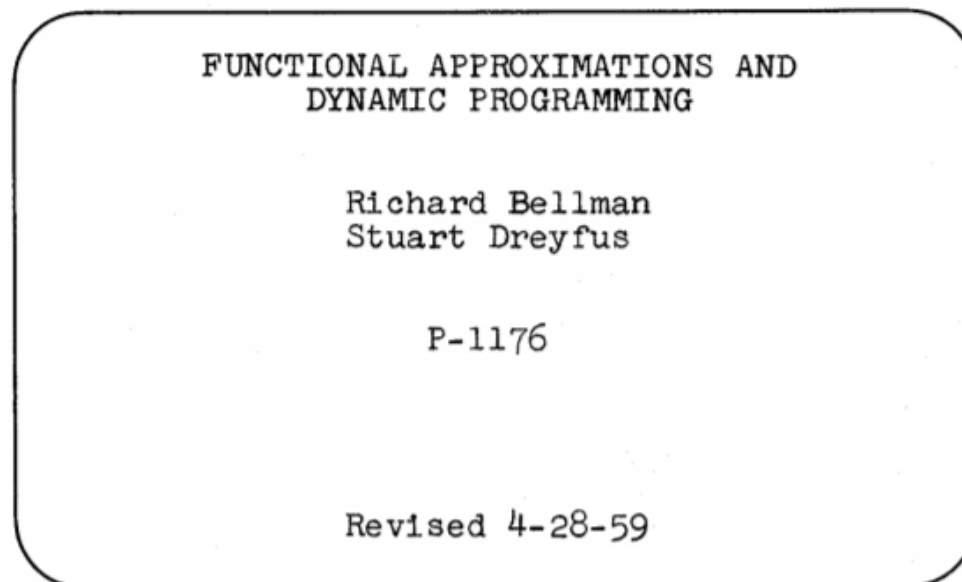 FUNCTIONAL APPROXIMATIONS AND
DYNAMIC PROGRAMMING
Richard Bellman
Stuart Dreyfus
P-1176
Revised 4-28-59